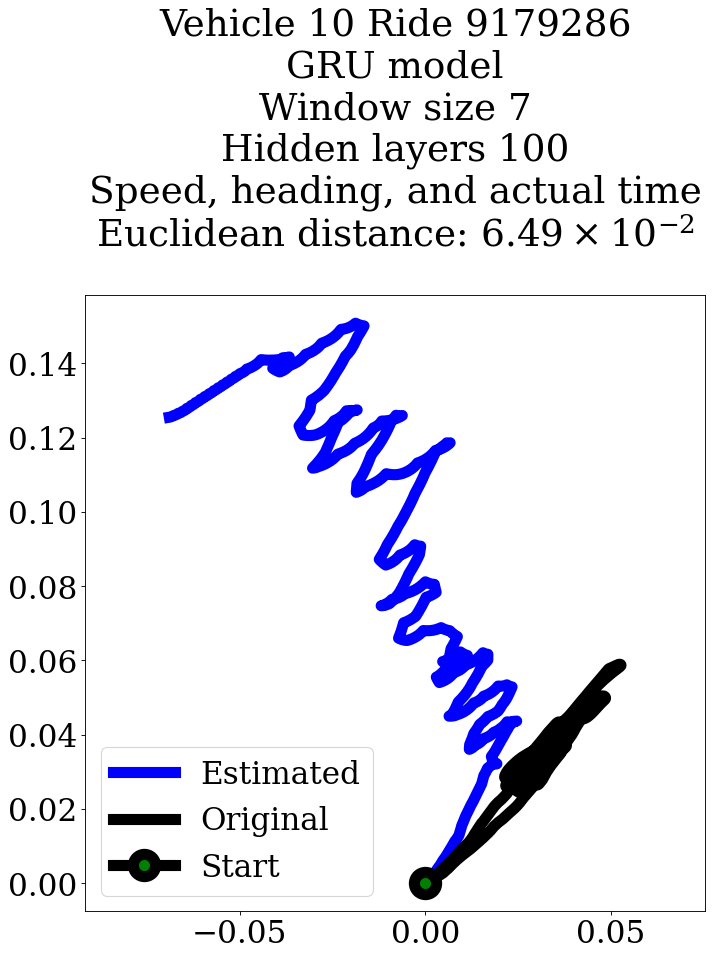 Vehicle 10 Ride 9179286
GRU model
Window size 7
Hidden layers 100
Speed, heading, and actual time
Euclidean distance: 6.49 × 10⁻²
0.14
0.12
0.10
0.08
0.06
0.04
0.02
0.00
Estimated
Original
Start
−0.05 0.00 0.05